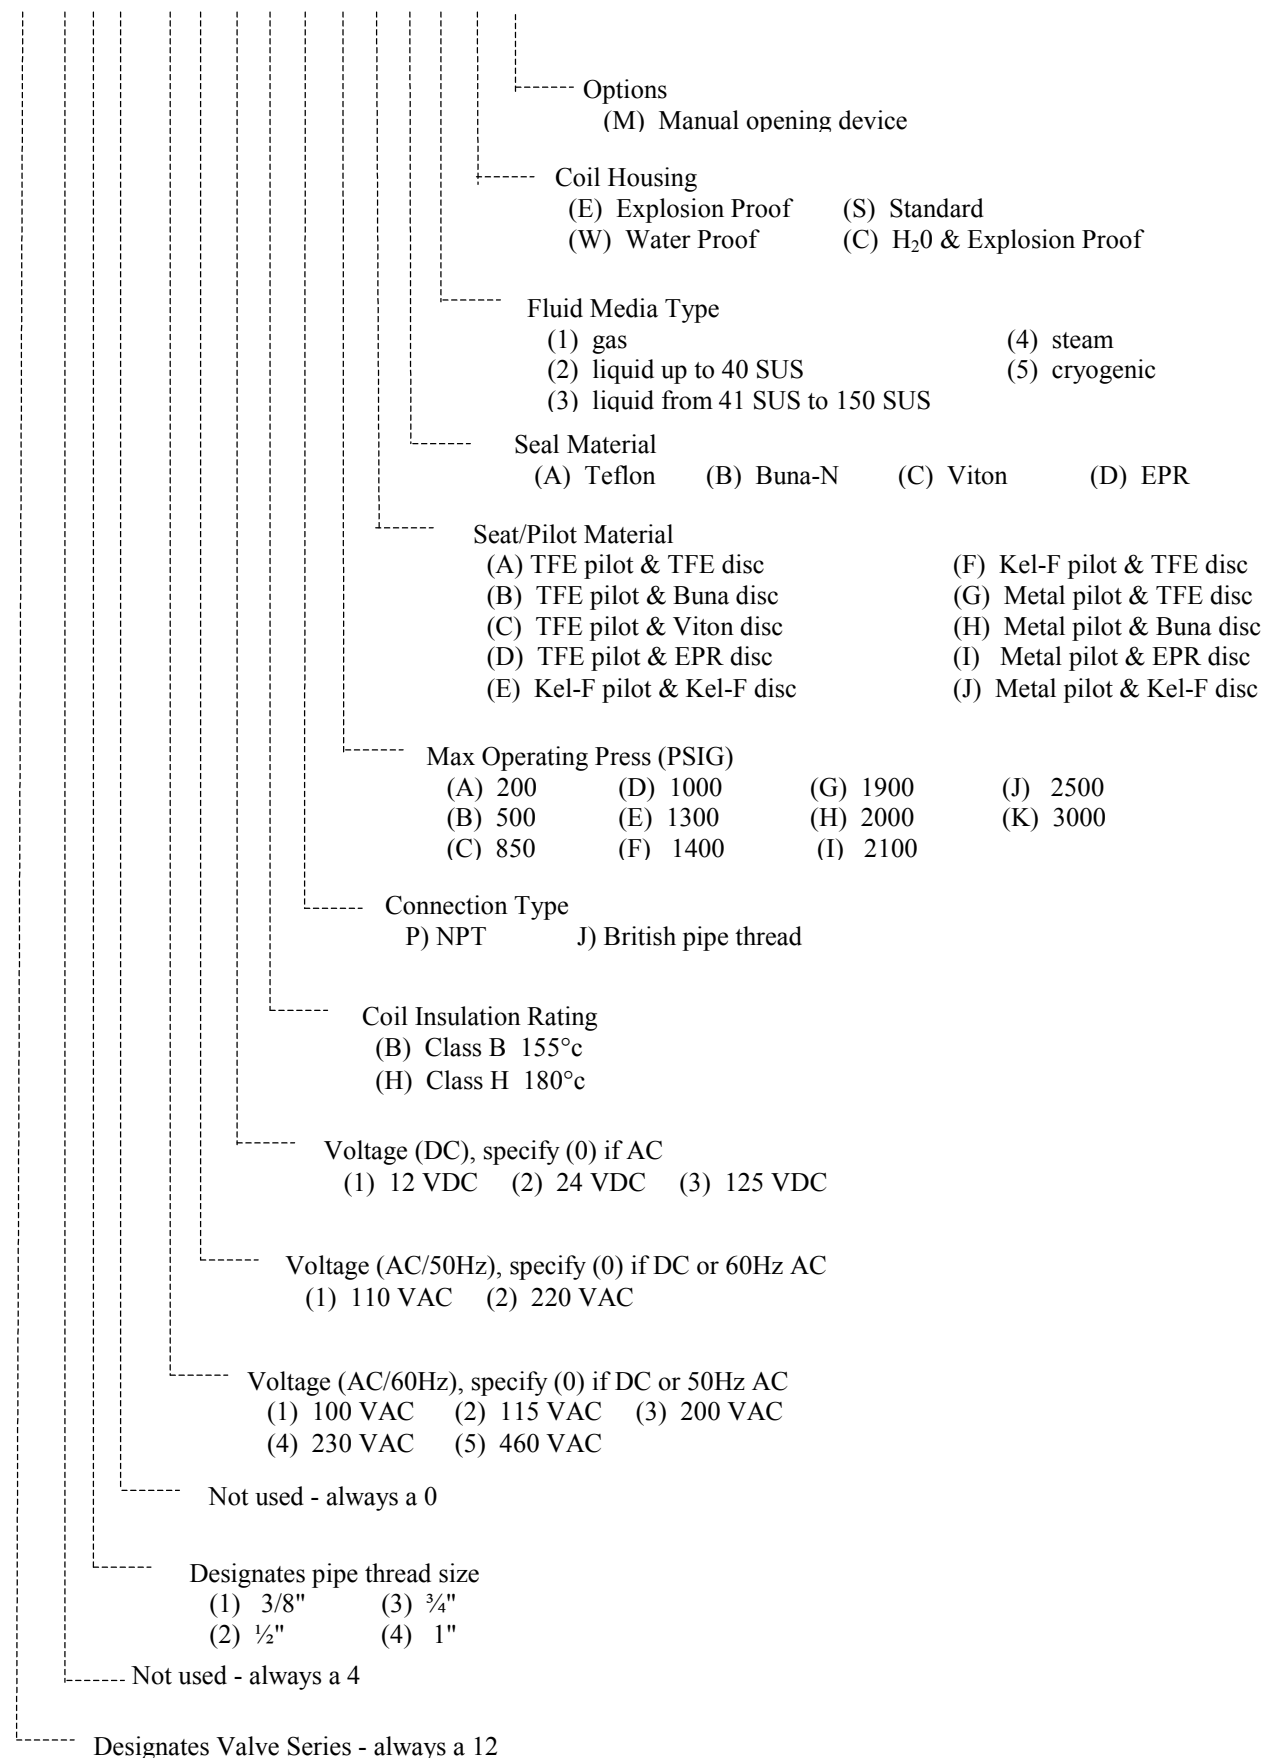 Options
(M) Manual opening device
Coil Housing
(E) Explosion Proof (S) Standard
(W) Water Proof (C) H₂0 & Explosion Proof
Fluid Media Type
(1) gas (4) steam
(2) liquid up to 40 SUS (5) cryogenic
(3) liquid from 41 SUS to 150 SUS
Seal Material
(A) Teflon (B) Buna-N (C) Viton (D) EPR
Seat/Pilot Material
(A) TFE pilot & TFE disc (F) Kel-F pilot & TFE disc
(B) TFE pilot & Buna disc (G) Metal pilot & TFE disc
(C) TFE pilot & Viton disc (H) Metal pilot & Buna disc
(D) TFE pilot & EPR disc (I) Metal pilot & EPR disc
(E) Kel-F pilot & Kel-F disc (J) Metal pilot & Kel-F disc
Max Operating Press (PSIG)
(A) 200 (D) 1000 (G) 1900 (J) 2500
(B) 500 (E) 1300 (H) 2000 (K) 3000
(C) 850 (F) 1400 (I) 2100
Connection Type
P) NPT J) British pipe thread
Coil Insulation Rating
(B) Class B 155°c
(H) Class H 180°c
Voltage (DC), specify (0) if AC
(1) 12 VDC (2) 24 VDC (3) 125 VDC
Voltage (AC/50Hz), specify (0) if DC or 60Hz AC
(1) 110 VAC (2) 220 VAC
Voltage (AC/60Hz), specify (0) if DC or 50Hz AC
(1) 100 VAC (2) 115 VAC (3) 200 VAC
(4) 230 VAC (5) 460 VAC
Not used - always a 0
Designates pipe thread size
(1) 3/8" (3) ¾"
(2) ½" (4) 1"
Not used - always a 4
Designates Valve Series - always a 12